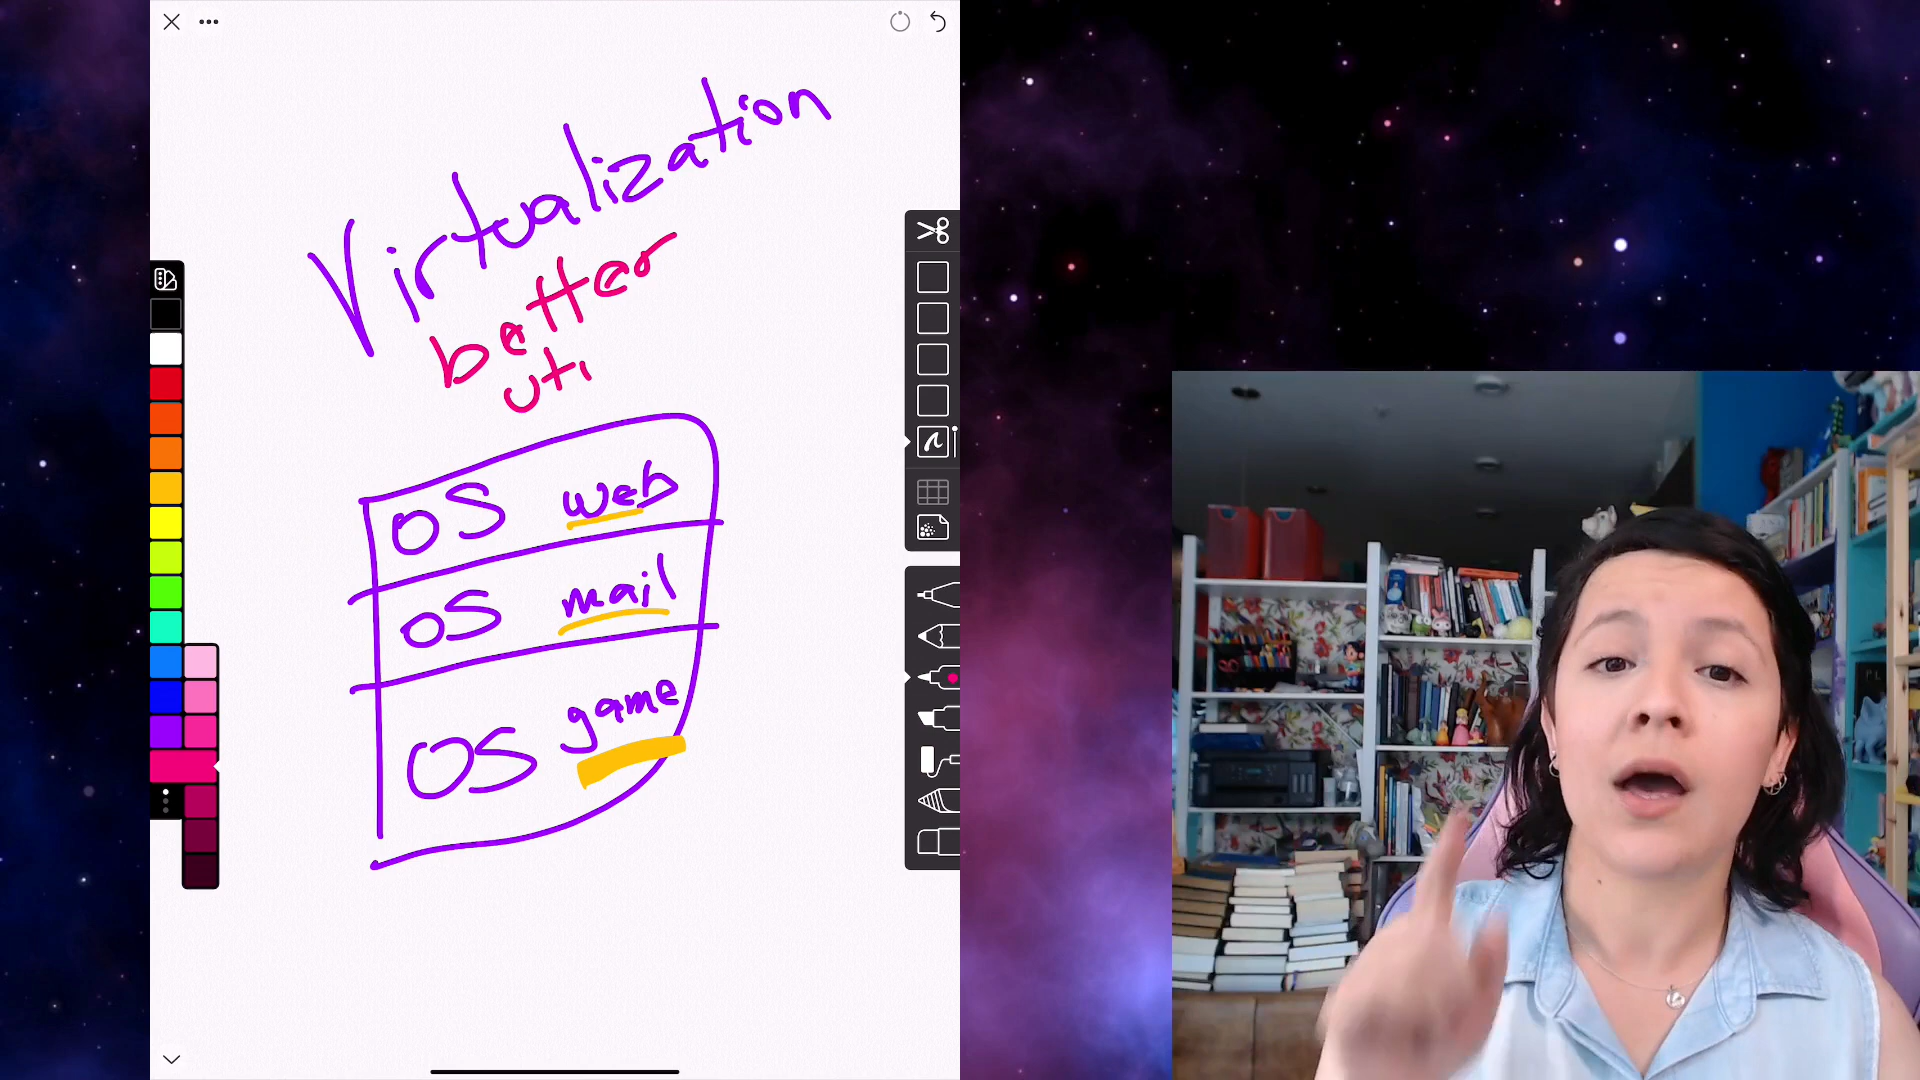 Virtualization
better
uti
OS web
OS mail
OS game